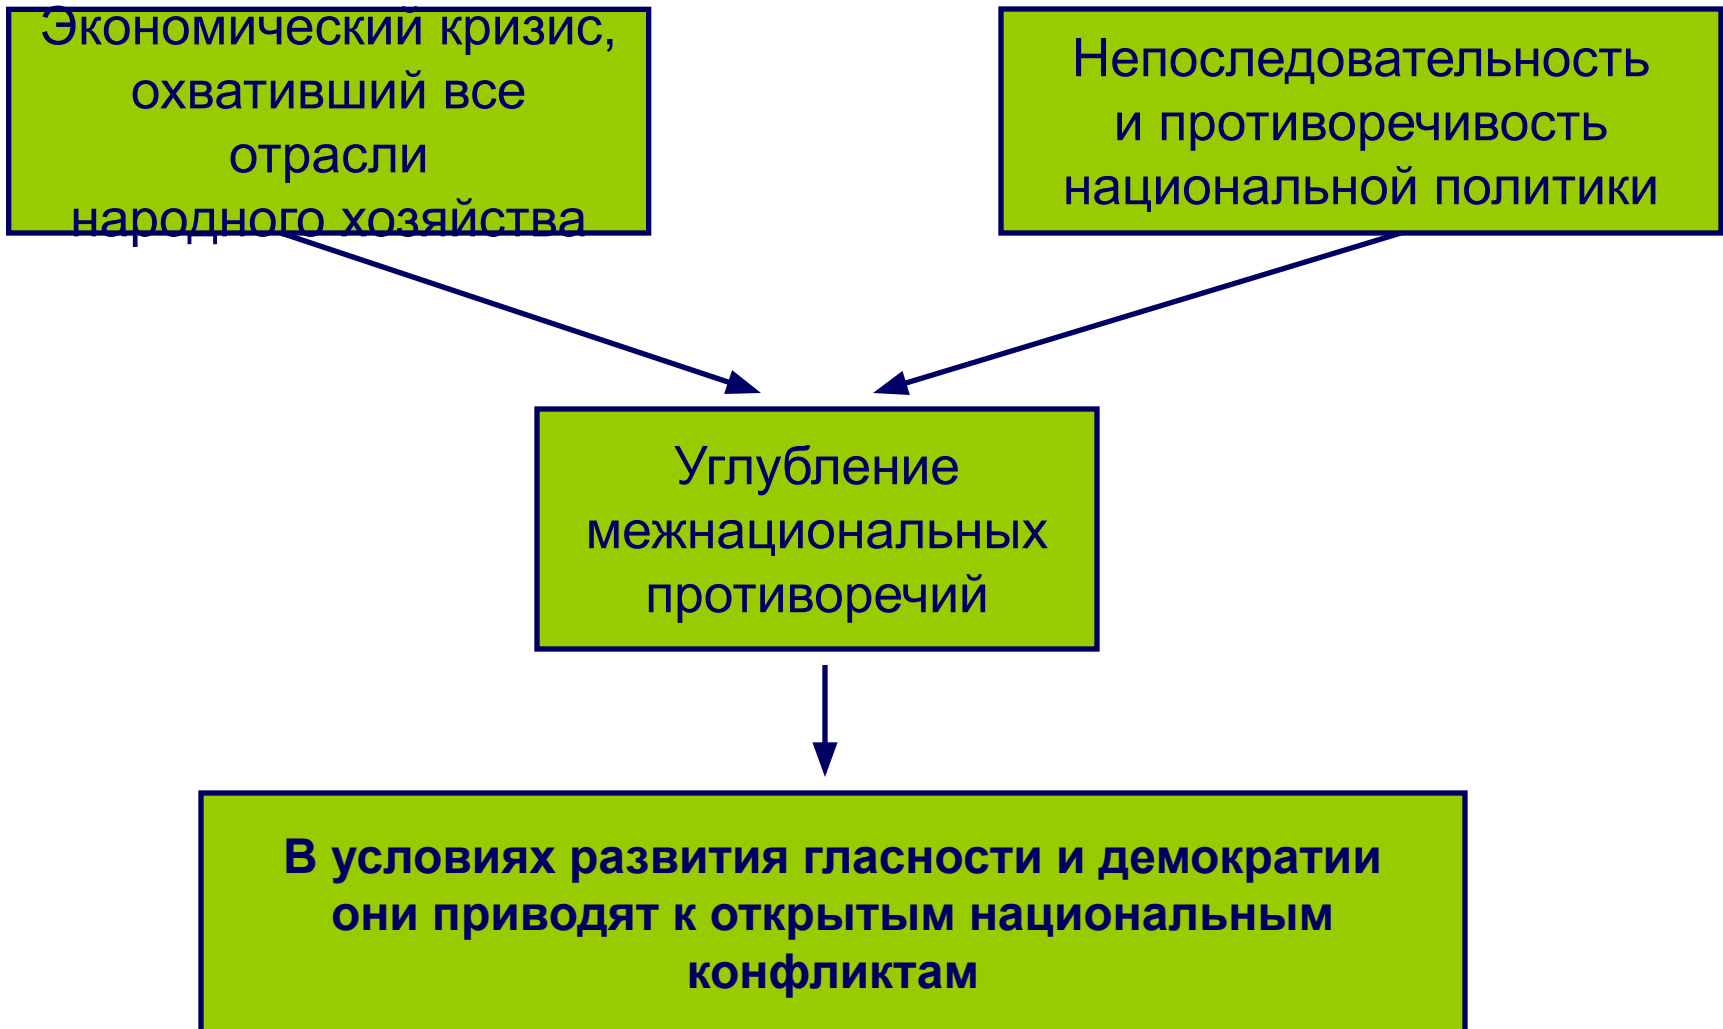 Экономический кризис,
охвативший все
отрасли
народного хозяйства
Непоследовательность
и противоречивость
национальной политики
Углубление
межнациональных
противоречий
В условиях развития гласности и демократии
они приводят к открытым национальным
конфликтам